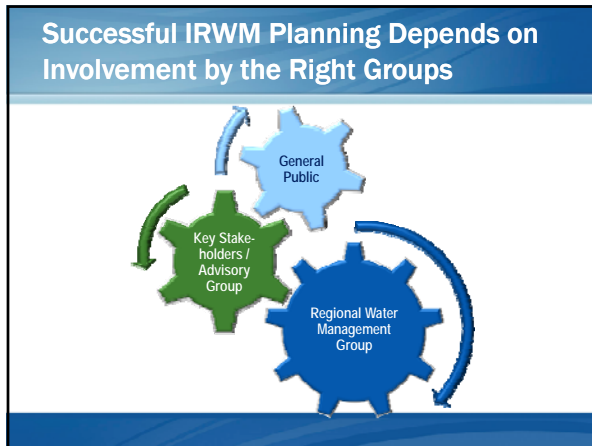 Successful IRWM Planning Depends on
Involvement by the Right Groups
General
Public
Key Stake-
holders /
Advisory
Group
Regional Water
Management
Group